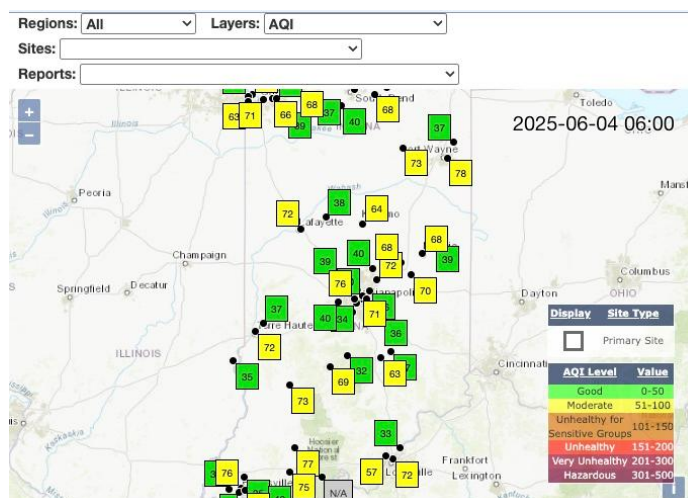 Regions: All Layers: AQI
Sites:
Reports:
+
−
2025-06-04 06:00
Toledo
63 71 66 68 39 37 40 68 37
Wayne
73 78
Peoria
Illinois
Wabash
72 38 64
Lafayette
Champaign
39 40 68 72 68 39
76 70
Springfield Decatur
Columbus
OHIO
Dayton
37 40 34 71 36
Terre Haute
72
ILLINOIS
35 69 32 63
73
Cincinnati
Kaskaskia
33
Hoosier
National
Forest
76 77 75 57 72
N/A
Frankfort
Lexington
Display Site Type
Primary Site
AQI Level Value
Good 0-50
Moderate 51-100
Unhealthy for
Sensitive Groups 101-150
Unhealthy 151-200
Very Unhealthy 201-300
Hazardous 301-500
i